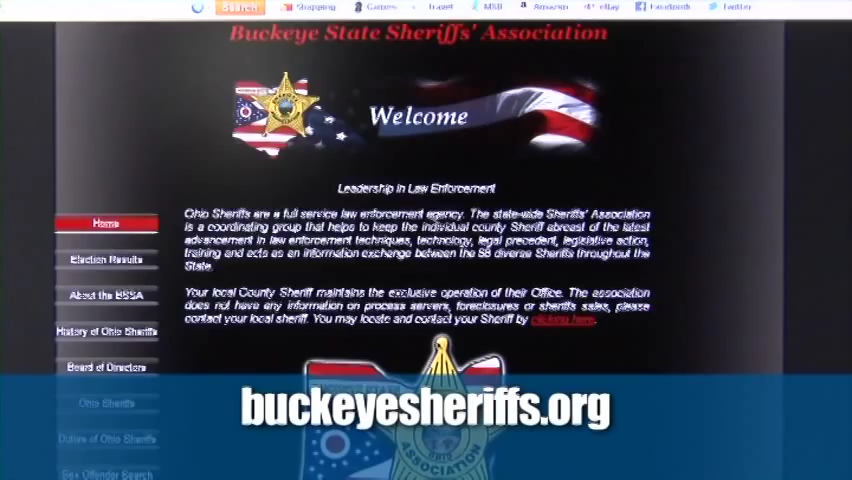 Search Shopping Games Travel MSN Amazon eBay Facebook Twitter
Buckeye State Sheriffs' Association
Welcome
Leadership in Law Enforcement
Ohio Sheriffs are a full service law enforcement agency. The state-wide Sheriffs' Association
is a coordinating group that helps to keep the individual county Sheriff abreast of the latest
advancement in law enforcement techniques, technology, legal precedent, legislative action,
training and acts as an information exchange between the 88 diverse Sheriffs throughout the
State.
Your local County Sheriff maintains the exclusive operation of their Office. The association
does not have any information on process servers, foreclosures or sheriffs sales, please
contact your local sheriff. You may locate and contact your Sheriff by clicking here.
Home
Election Results
About the BSSA
History of Ohio Sheriffs
Board of Directors
Ohio Sheriffs
Duties of Ohio Sheriffs
Sex Offender Search
buckeyesheriffs.org
ASSOCIATION
OHIO